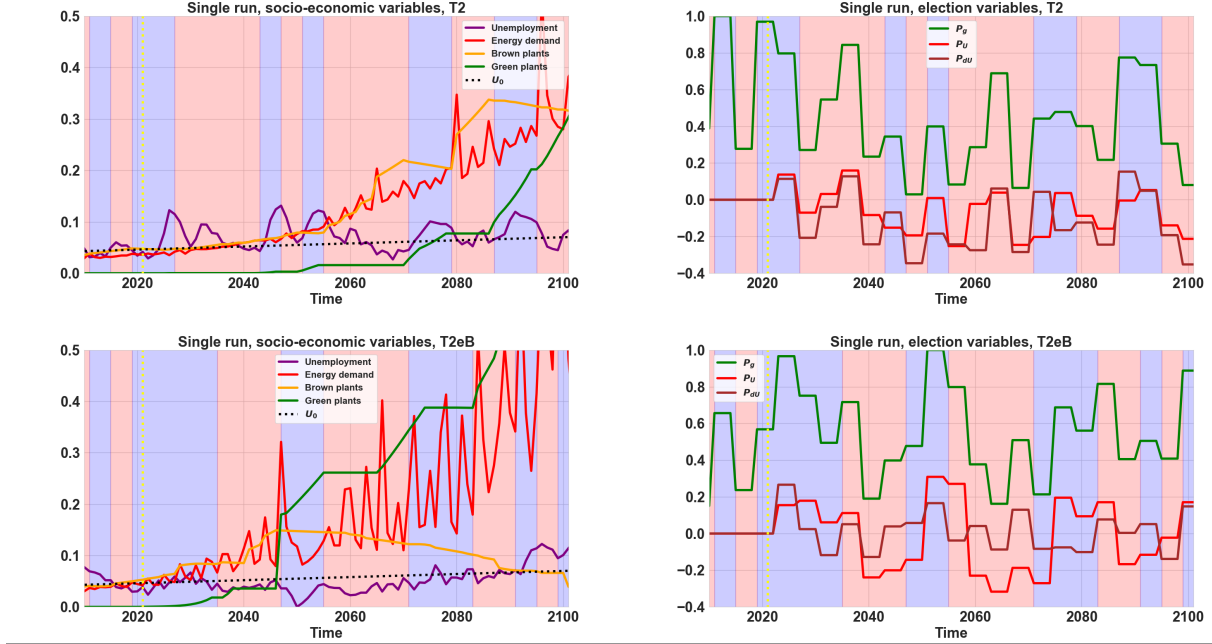 Single run, socio-economic variables, T2
0.5
0.4
0.3
0.2
0.1
0.0
Unemployment
Energy demand
Brown plants
Green plants
U₀
2020 2040 2060 2080 2100
Time
Single run, election variables, T2
1.0
0.8
0.6
0.4
0.2
0.0
−0.2
−0.4
P_g
P_U
P_dU
2020 2040 2060 2080 2100
Time
Single run, socio-economic variables, T2eB
0.5
0.4
0.3
0.2
0.1
0.0
Unemployment
Energy demand
Brown plants
Green plants
U₀
2020 2040 2060 2080 2100
Time
Single run, election variables, T2eB
1.0
0.8
0.6
0.4
0.2
0.0
−0.2
−0.4
P_g
P_U
P_dU
2020 2040 2060 2080 2100
Time